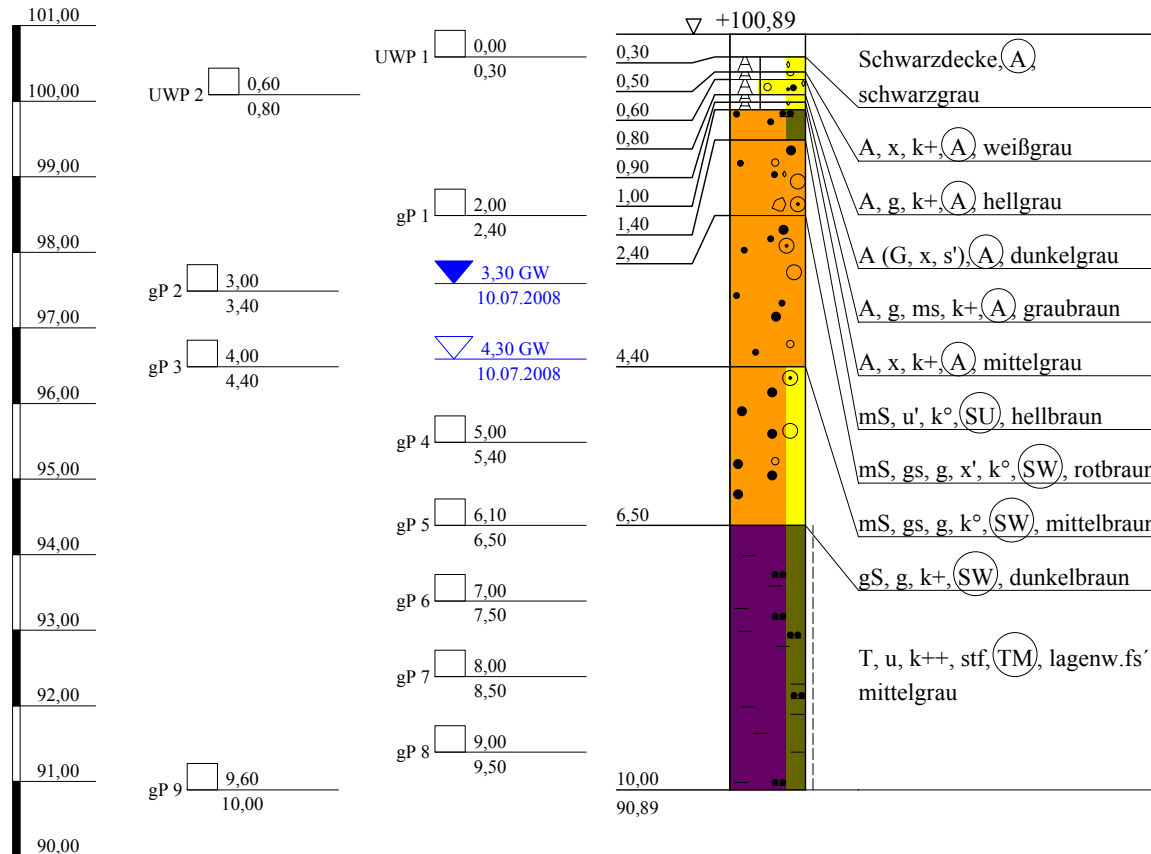 101,00
100,00
99,00
98,00
97,00
96,00
95,00
94,00
93,00
92,00
91,00
90,00
UWP 2 0,60
0,80
gP 2 3,00
3,40
gP 3 4,00
4,40
gP 9 9,60
10,00
UWP 1 0,00
0,30
gP 1 2,00
2,40
3,30 GW
10.07.2008
4,30 GW
10.07.2008
gP 4 5,00
5,40
gP 5 6,10
6,50
gP 6 7,00
7,50
gP 7 8,00
8,50
gP 8 9,00
9,50
+100,89
0,30
0,50
0,60
0,80
0,90
1,00
1,40
2,40
4,40
6,50
10,00
90,89
Schwarzdecke, A,
schwarzgrau
A, x, k+, A, weißgrau
A, g, k+, A, hellgrau
A (G, x, s'), A, dunkelgrau
A, g, ms, k+, A, graubraun
A, x, k+, A, mittelgrau
mS, u', k°, SU, hellbraun
mS, gs, g, x', k°, SW, rotbraun
mS, gs, g, k°, SW, mittelbraun
gS, g, k+, SW, dunkelbraun
T, u, k++, stf, TM, lagenw.fs´,
mittelgrau